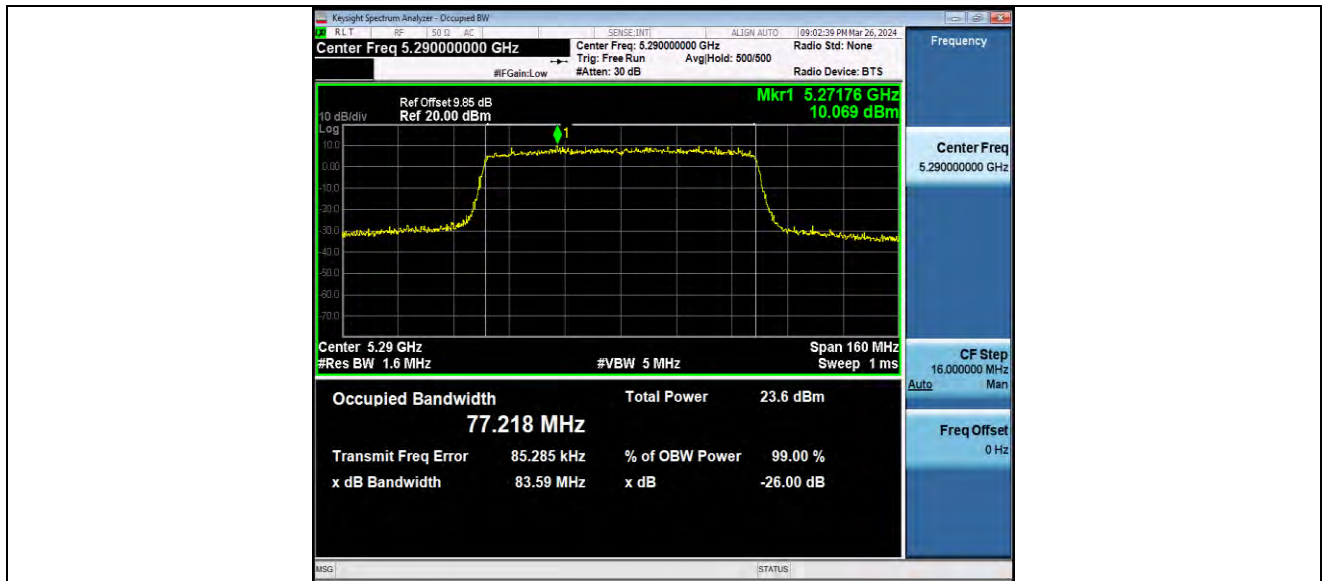 Keysight Spectrum Analyzer - Occupied BW
RLT RF 50 Ω AC SENSE:INT ALIGN AUTO 09:02:39 PM Mar 26, 2024
Center Freq 5.290000000 GHz
Center Freq: 5.290000000 GHz Radio Std: None
Trig: Free Run Avg|Hold: 500/500
#IFGain:Low #Atten: 30 dB Radio Device: BTS
Frequency
Mkr1 5.27176 GHz
10.069 dBm
Ref Offset 9.85 dB
10 dB/div Ref 20.00 dBm
Log
1
10.0
0.00
-10.0
-20.0
-30.0
-40.0
-50.0
-60.0
-70.0
Center 5.29 GHz Span 160 MHz
#Res BW 1.6 MHz #VBW 5 MHz Sweep 1 ms
Center Freq
5.290000000 GHz
CF Step
16.000000 MHz
Auto Man
Freq Offset
0 Hz
Occupied Bandwidth Total Power 23.6 dBm
77.218 MHz
Transmit Freq Error 85.285 kHz % of OBW Power 99.00 %
x dB Bandwidth 83.59 MHz x dB -26.00 dB
MSG STATUS